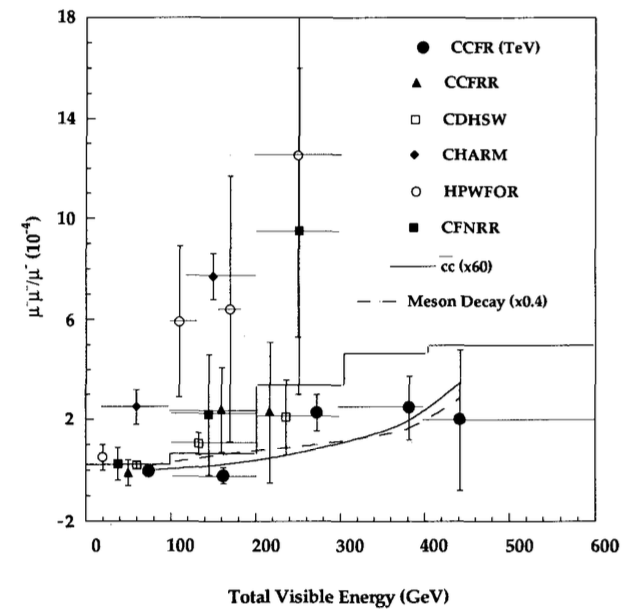 18
14
10
6
2
-2
μ⁻μ⁻/μ⁻ (10⁻⁴)
CCFR (TeV)
CCFRR
CDHSW
CHARM
HPWFOR
CFNRR
c̅c̅ (x60)
Meson Decay (x0.4)
0 100 200 300 400 500 600
Total Visible Energy (GeV)